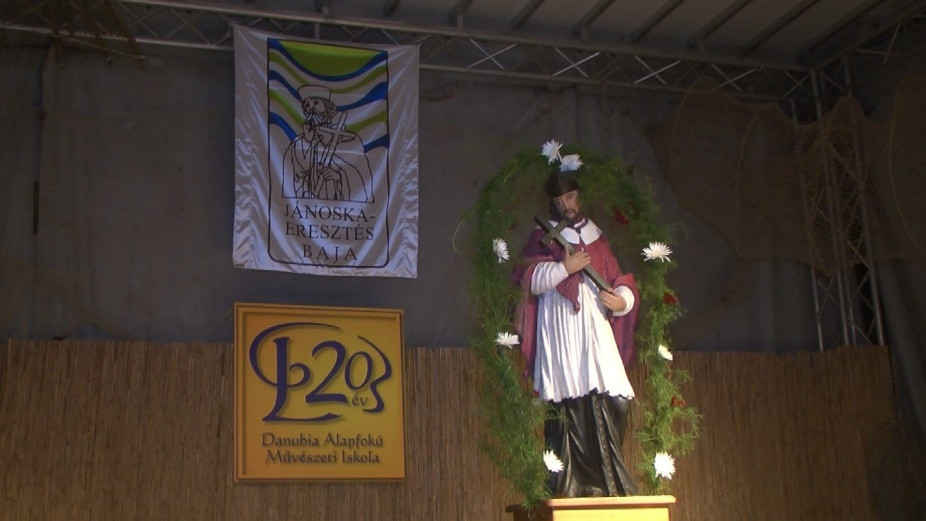 JÁNOSKA-
ERESZTÉS
BAJA
20
év
Danubia Alapfokú
Művészeti Iskola